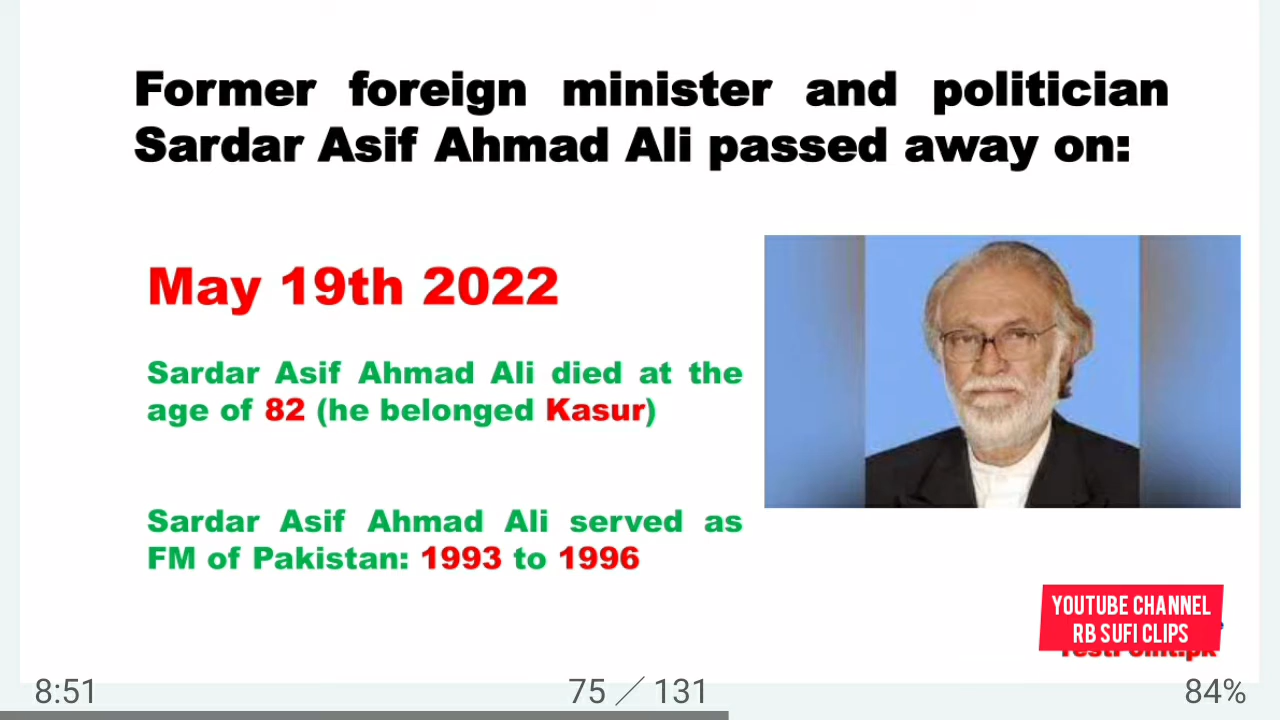 Former foreign minister and politician
Sardar Asif Ahmad Ali passed away on:
May 19th 2022
Sardar Asif Ahmad Ali died at the
age of 82 (he belonged Kasur)
Sardar Asif Ahmad Ali served as
FM of Pakistan: 1993 to 1996
YOUTUBE CHANNEL
RB SUFI CLIPS
8:51
75 / 131
84%